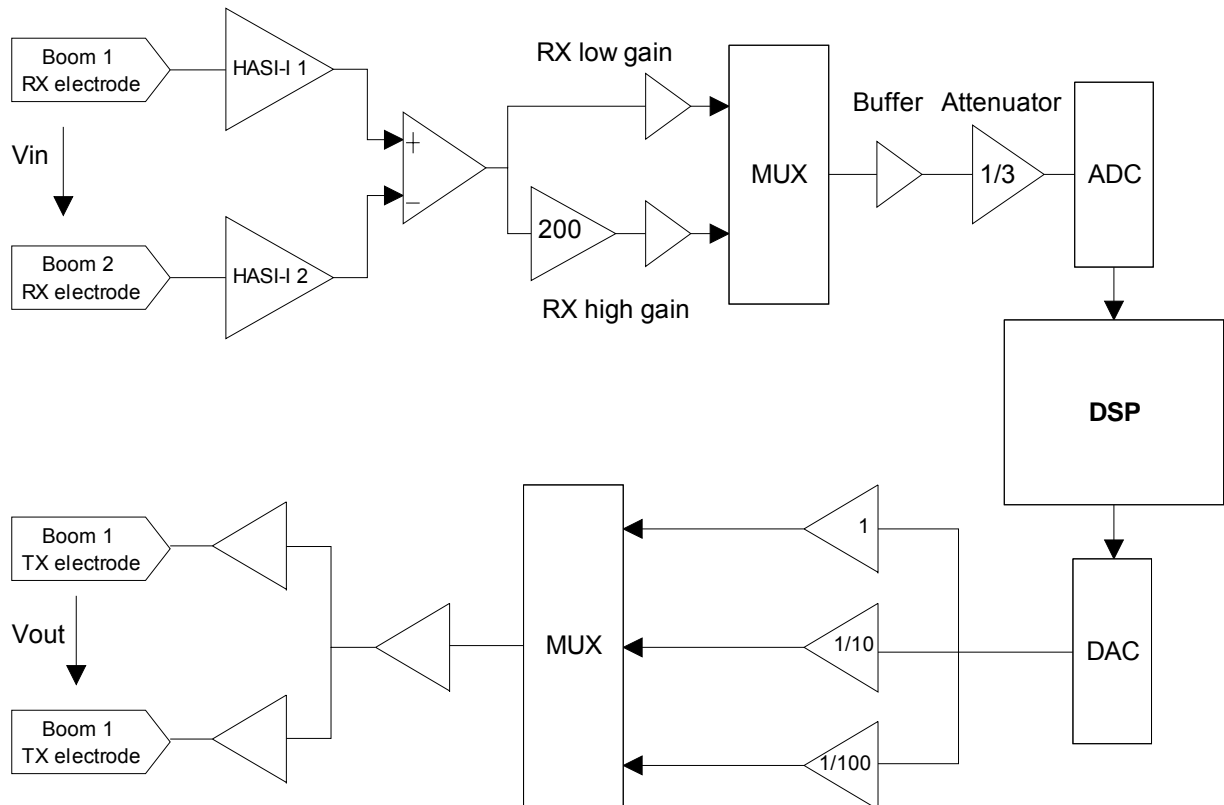 Boom 1
RX electrode
HASI-I 1
RX low gain
Buffer
Attenuator
Vin
+
−
MUX
1/3
ADC
200
Boom 2
RX electrode
HASI-I 2
RX high gain
DSP
Boom 1
TX electrode
1
Vout
MUX
1/10
DAC
Boom 1
TX electrode
1/100